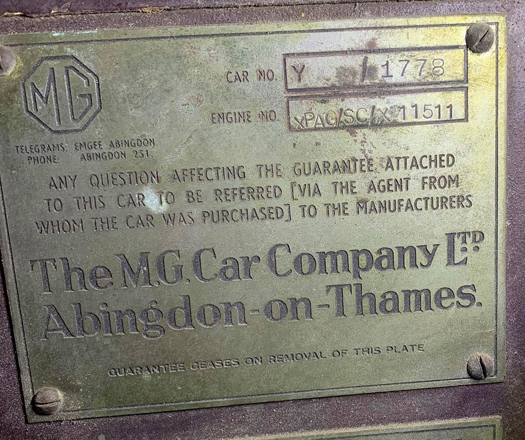 MG
CAR NO. Y / 1778
ENGINE NO. XPAG/SC/X 11511
TELEGRAMS: EMGEE ABINGDON
PHONE: ABINGDON 251.
ANY QUESTION AFFECTING THE GUARANTEE ATTACHED
TO THIS CAR TO BE REFERRED [VIA THE AGENT FROM
WHOM THE CAR WAS PURCHASED] TO THE MANUFACTURERS
The M.G. Car Company LTD
Abingdon-on-Thames.
GUARANTEE CEASES ON REMOVAL OF THIS PLATE